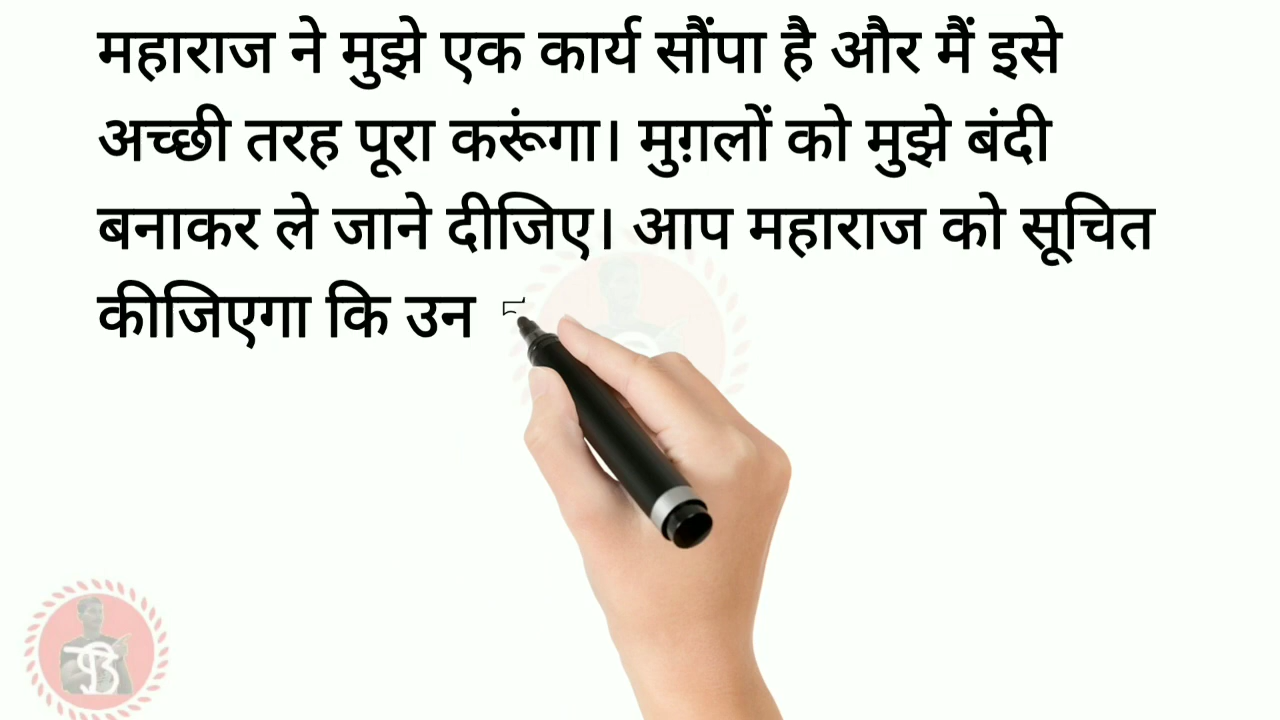 महाराज ने मुझे एक कार्य सौंपा है और मैं इसे
अच्छी तरह पूरा करूंगा। मुग़लों को मुझे बंदी
बनाकर ले जाने दीजिए। आप महाराज को सूचित
कीजिएगा कि उन